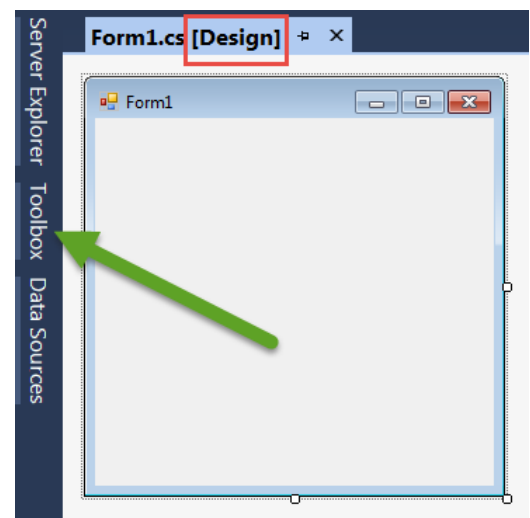 Server Explorer
Toolbox
Data Sources
Form1.cs [Design]
Form1